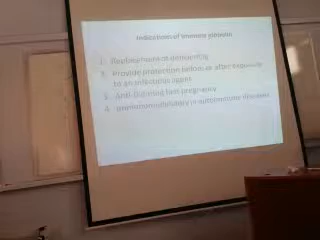 Indications of immune globulin
1. Replacement of deficiency
2. Provide protection before or after exposure
to an infectious agent
3. Anti-D during last pregnancy
4. immunomodulatory in autoimmune diseases